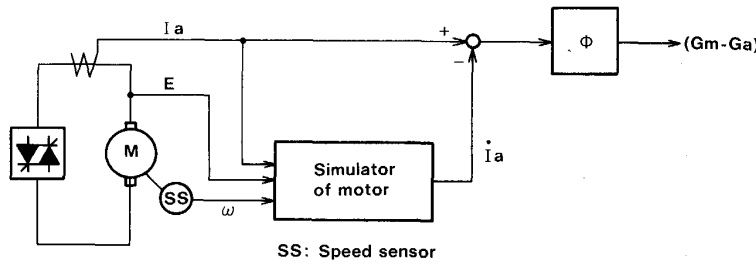 Ia
+
Φ
(Gm-Ga)
−
E
M
Simulator
of motor
İa
SS
ω
SS: Speed sensor